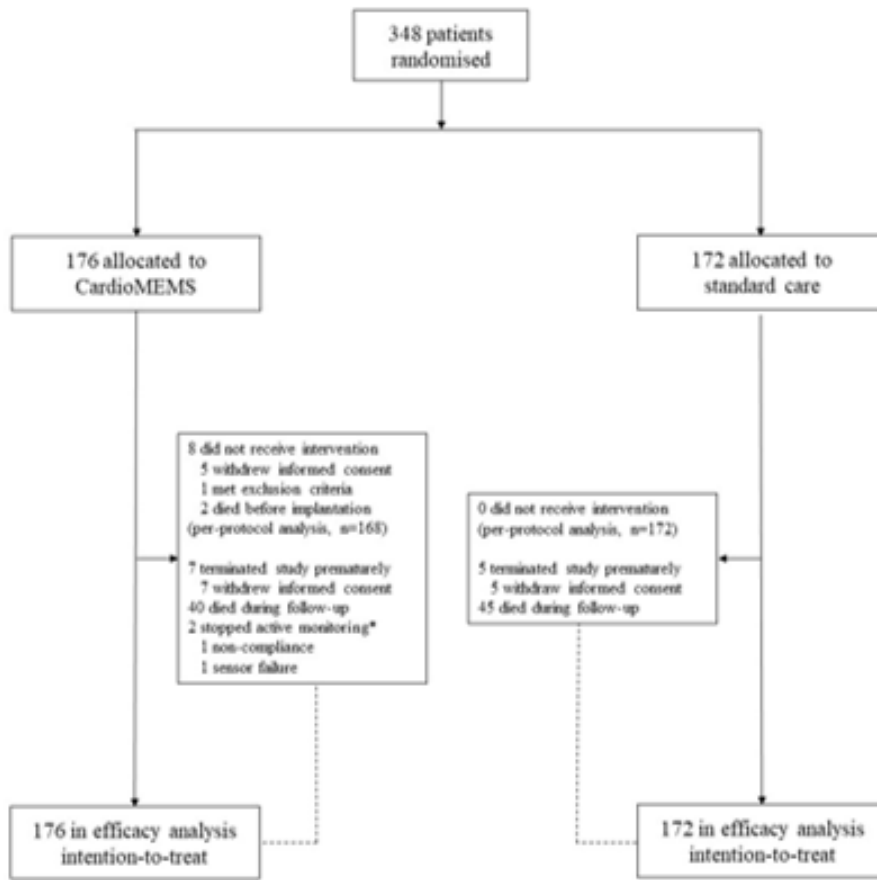 348 patients
randomised
176 allocated to
CardioMEMS
172 allocated to
standard care
8 did not receive intervention
5 withdrew informed consent
1 met exclusion criteria
2 died before implantation
(per-protocol analysis, n=168)
7 terminated study prematurely
7 withdrew informed consent
40 died during follow-up
2 stopped active monitoring*
1 non-compliance
1 sensor failure
0 did not receive intervention
(per-protocol analysis, n=172)
5 terminated study prematurely
5 withdraw informed consent
45 died during follow-up
176 in efficacy analysis
intention-to-treat
172 in efficacy analysis
intention-to-treat